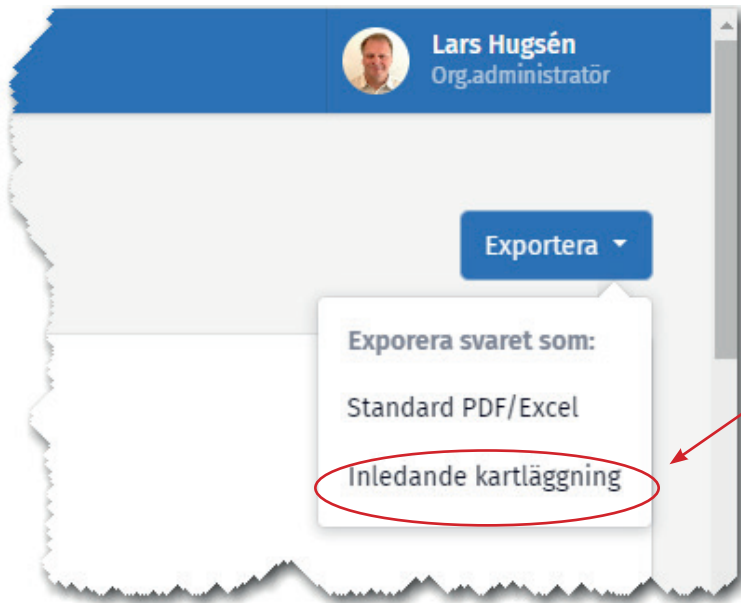 Lars Hugsén
Org.administratör
Exportera
Exporera svaret som:
Standard PDF/Excel
Inledande kartläggning